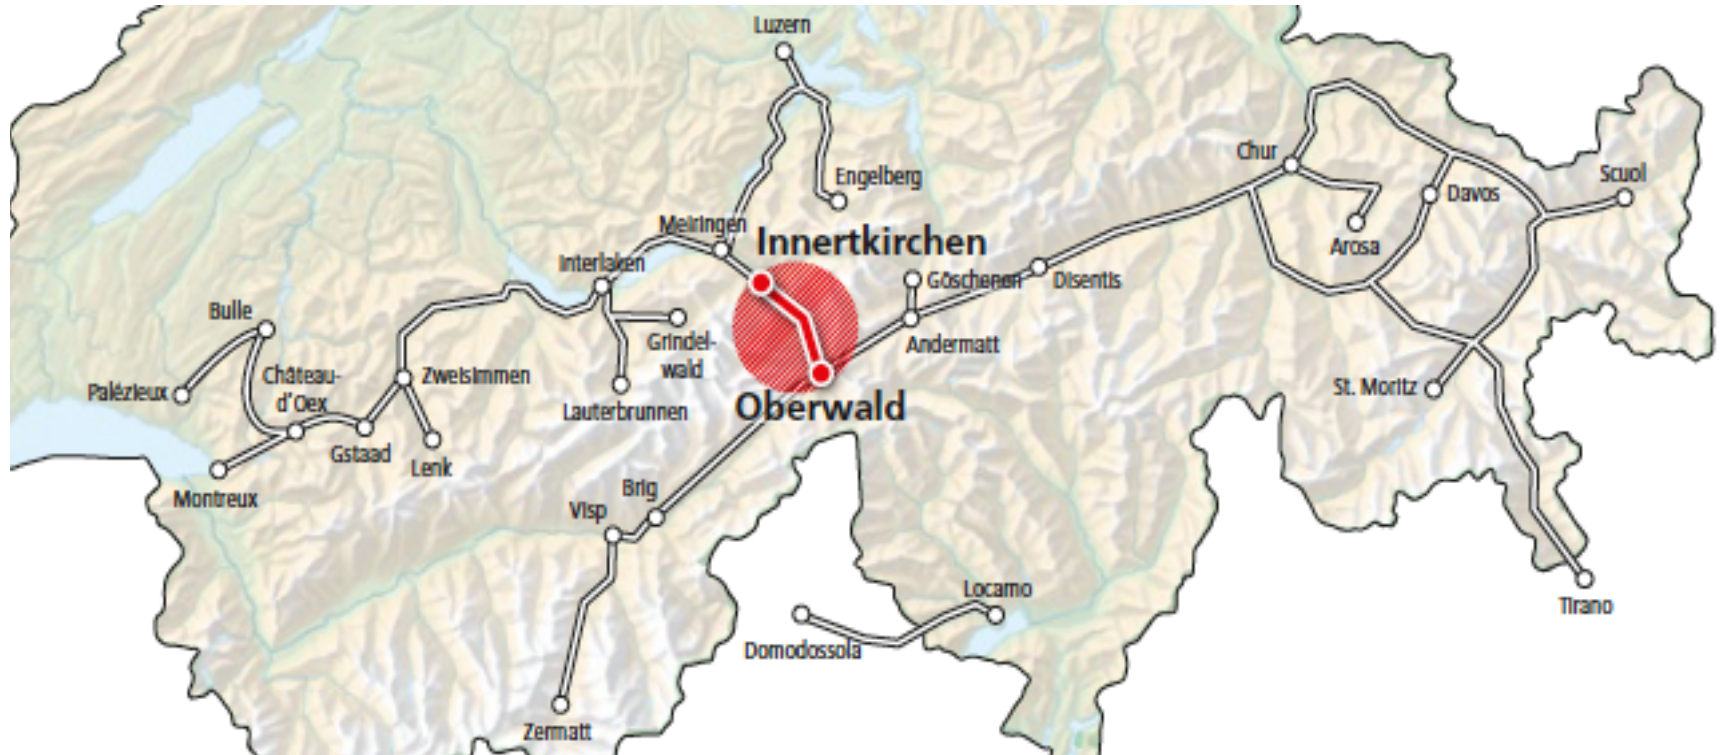 Luzern
Engelberg
Chur
Scuol
Davos
Arosa
Meiringen
Innertkirchen
Interlaken
Göschenen
Disentis
Bulle
Grindel-
wald
Andermatt
Château-
d'Oex
Zweisimmen
Palézieux
St. Moritz
Lauterbrunnen
Oberwald
Gstaad
Lenk
Montreux
Brig
Visp
Locarno
Tirano
Domodossola
Zermatt